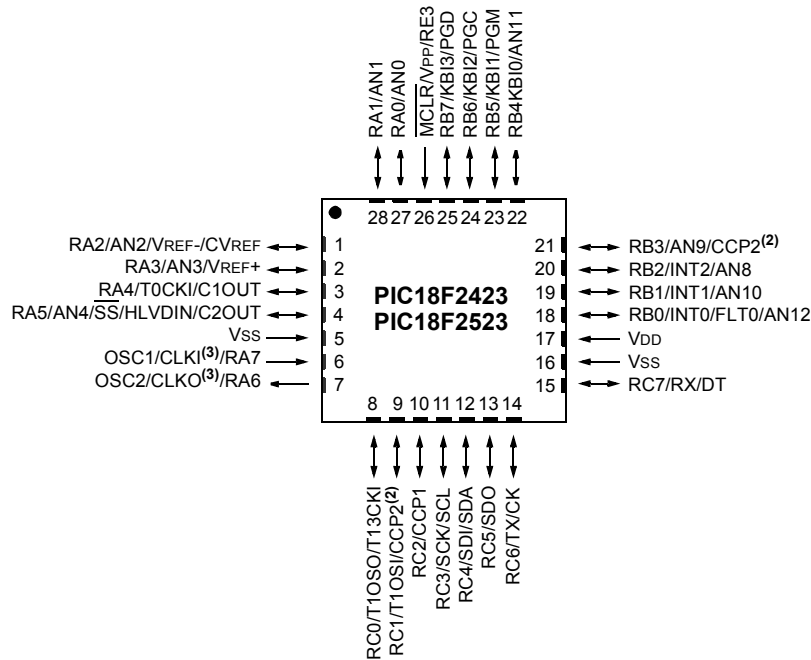 RA1/AN1
RA0/AN0
MCLR/VPP/RE3
RB7/KBI3/PGD
RB6/KBI2/PGC
RB5/KBI1/PGM
RB4KBI0/AN11
28 27 26 25 24 23 22
RA2/AN2/VREF-/CVREF 1
RA3/AN3/VREF+ 2
RA4/T0CKI/C1OUT 3
RA5/AN4/SS/HLVDIN/C2OUT 4
VSS 5
OSC1/CLKI(3)/RA7 6
OSC2/CLKO(3)/RA6 7
PIC18F2423
PIC18F2523
21 RB3/AN9/CCP2(2)
20 RB2/INT2/AN8
19 RB1/INT1/AN10
18 RB0/INT0/FLT0/AN12
17 VDD
16 VSS
15 RC7/RX/DT
8 9 10 11 12 13 14
RC0/T1OSO/T13CKI
RC1/T1OSI/CCP2(2)
RC2/CCP1
RC3/SCK/SCL
RC4/SDI/SDA
RC5/SDO
RC6/TX/CK